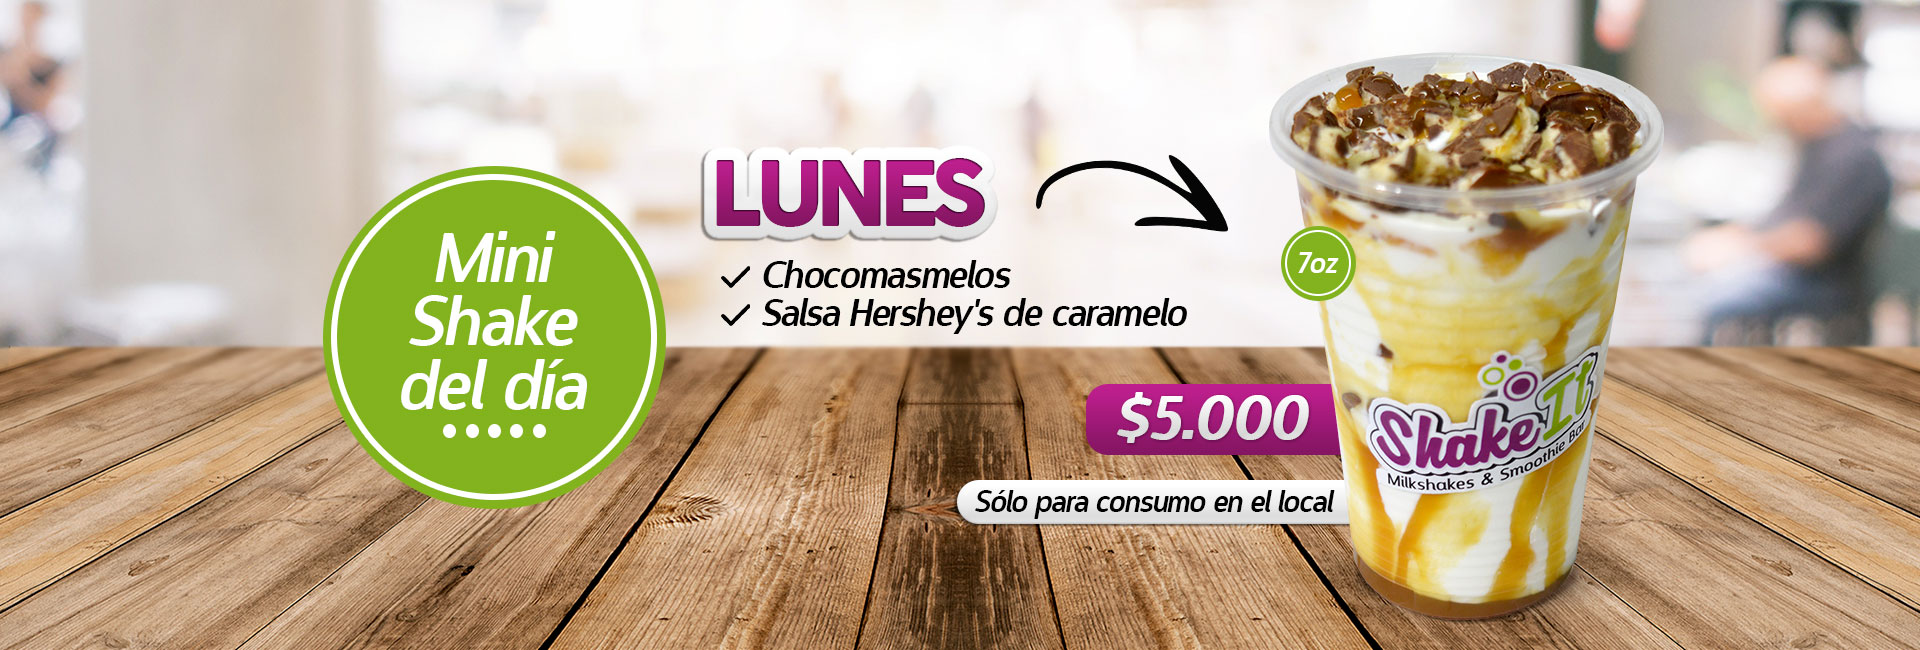 Mini
Shake
del día
LUNES
Chocomasmelos
Salsa Hershey's de caramelo
7oz
$5.000
Sólo para consumo en el local
Shake It
Milkshakes & Smoothie Bar